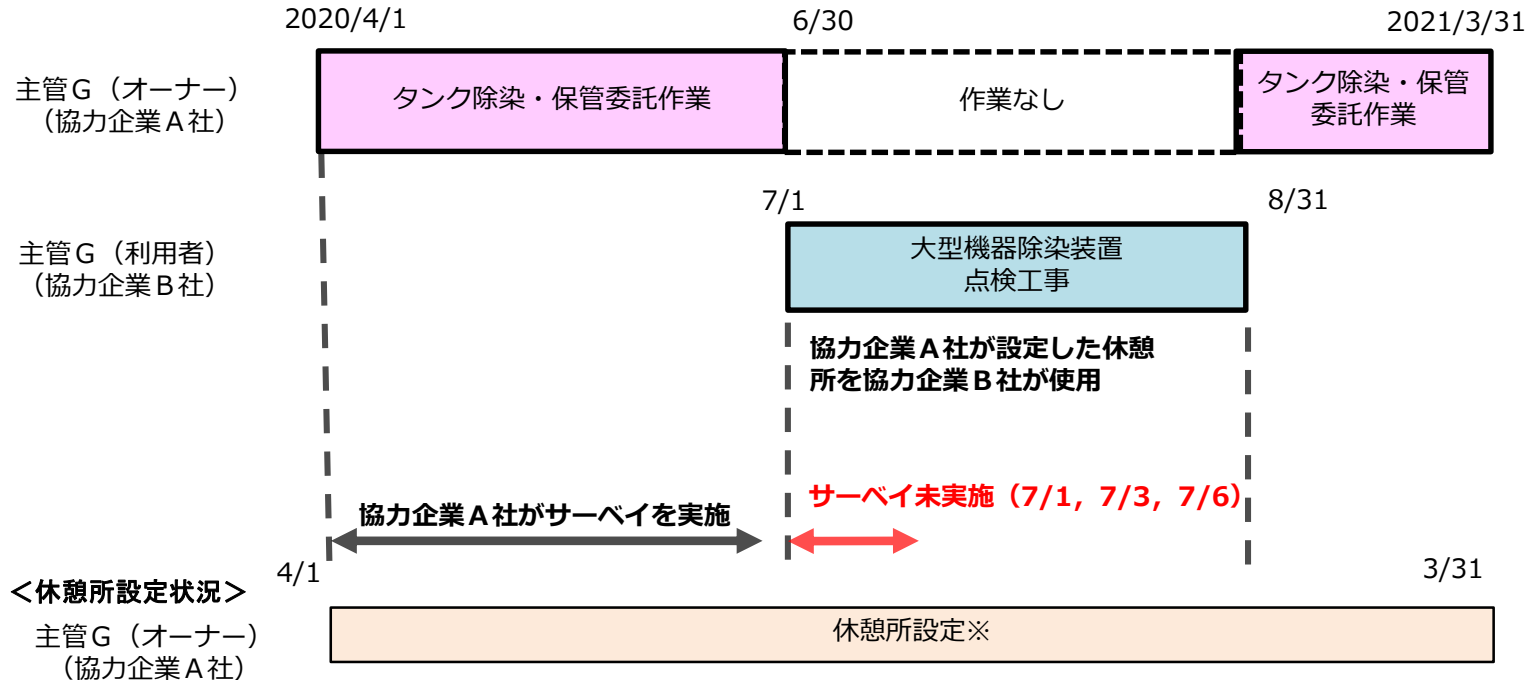 2020/4/1
6/30
2021/3/31
主管G（オーナー）
（協力企業A社）
タンク除染・保管委託作業
作業なし
タンク除染・保管
委託作業
7/1
8/31
主管G（利用者）
（協力企業B社）
大型機器除染装置
点検工事
協力企業A社が設定した休憩
所を協力企業B社が使用
サーベイ未実施（7/1，7/3，7/6）
協力企業A社がサーベイを実施
4/1
3/31
＜休憩所設定状況＞
主管G（オーナー）
（協力企業A社）
休憩所設定※